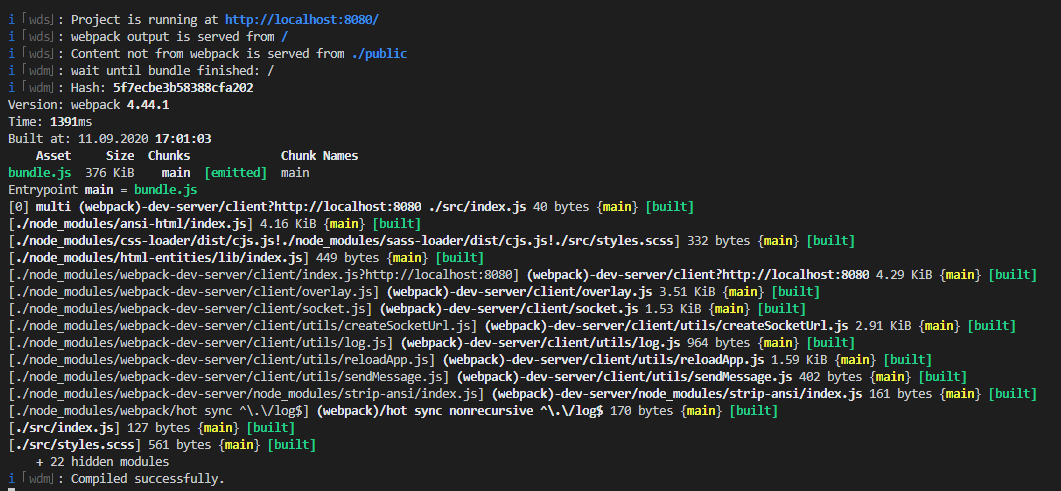 i ｢wds｣: Project is running at http://localhost:8080/
i ｢wds｣: webpack output is served from /
i ｢wds｣: Content not from webpack is served from ./public
i ｢wdm｣: wait until bundle finished: /
i ｢wdm｣: Hash: 5f7ecbe3b58388cfa202
Version: webpack 4.44.1
Time: 1391ms
Built at: 11.09.2020 17:01:03
Asset Size Chunks Chunk Names
bundle.js 376 KiB main [emitted] main
Entrypoint main = bundle.js
[0] multi (webpack)-dev-server/client?http://localhost:8080 ./src/index.js 40 bytes {main} [built]
[./node_modules/ansi-html/index.js] 4.16 KiB {main} [built]
[./node_modules/css-loader/dist/cjs.js!./node_modules/sass-loader/dist/cjs.js!./src/styles.scss] 332 bytes {main} [built]
[./node_modules/html-entities/lib/index.js] 449 bytes {main} [built]
[./node_modules/webpack-dev-server/client/index.js?http://localhost:8080] (webpack)-dev-server/client?http://localhost:8080 4.29 KiB {main} [built]
[./node_modules/webpack-dev-server/client/overlay.js] (webpack)-dev-server/client/overlay.js 3.51 KiB {main} [built]
[./node_modules/webpack-dev-server/client/socket.js] (webpack)-dev-server/client/socket.js 1.53 KiB {main} [built]
[./node_modules/webpack-dev-server/client/utils/createSocketUrl.js] (webpack)-dev-server/client/utils/createSocketUrl.js 2.91 KiB {main} [built]
[./node_modules/webpack-dev-server/client/utils/log.js] (webpack)-dev-server/client/utils/log.js 964 bytes {main} [built]
[./node_modules/webpack-dev-server/client/utils/reloadApp.js] (webpack)-dev-server/client/utils/reloadApp.js 1.59 KiB {main} [built]
[./node_modules/webpack-dev-server/client/utils/sendMessage.js] (webpack)-dev-server/client/utils/sendMessage.js 402 bytes {main} [built]
[./node_modules/webpack-dev-server/node_modules/strip-ansi/index.js] (webpack)-dev-server/node_modules/strip-ansi/index.js 161 bytes {main} [built]
[./node_modules/webpack/hot sync ^\.\/log$] (webpack)/hot sync nonrecursive ^\.\/log$ 170 bytes {main} [built]
[./src/index.js] 127 bytes {main} [built]
[./src/styles.scss] 561 bytes {main} [built]
+ 22 hidden modules
i ｢wdm｣: Compiled successfully.